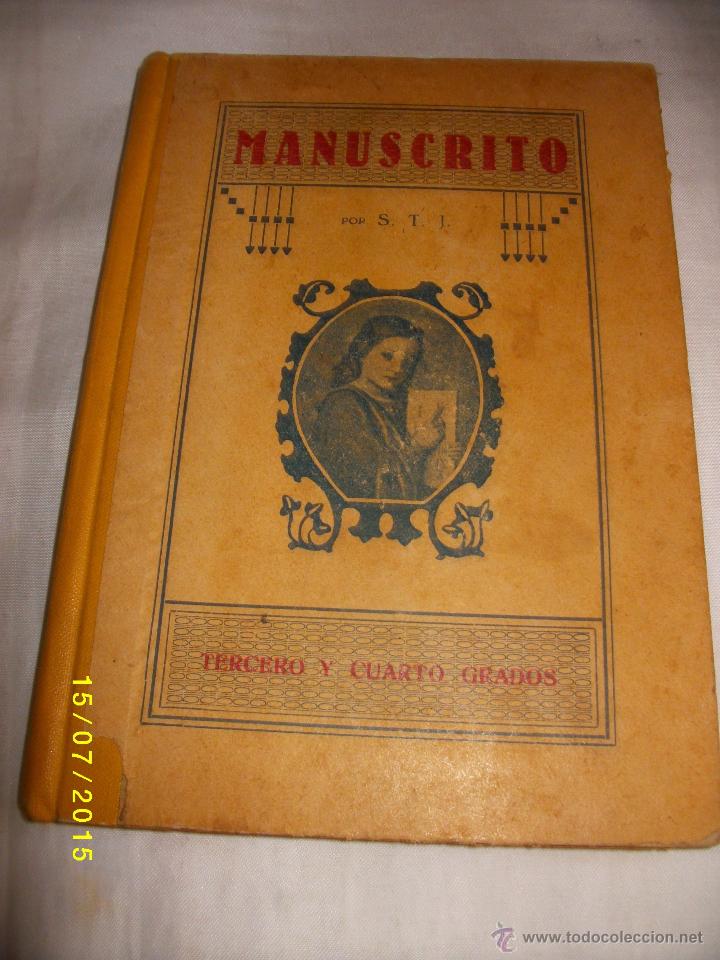 MANUSCRITO
POR S. T. J.
TERCERO Y CUARTO GRADOS
15/07/2015
© www.todocoleccion.net